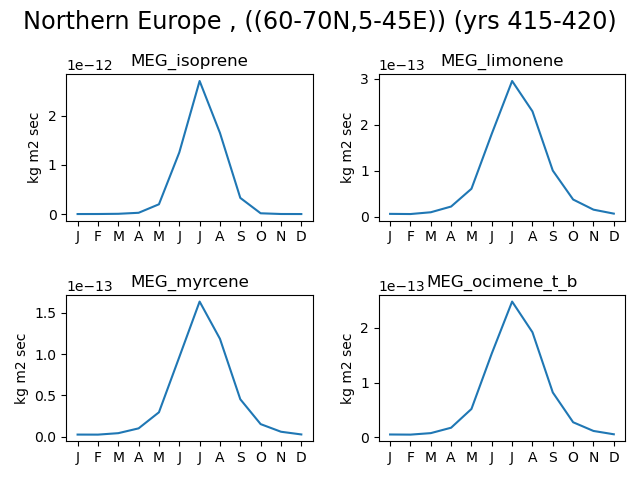 Northern Europe , ((60-70N,5-45E)) (yrs 415-420)
MEG_isoprene
1e−12
kg m2 sec
2
1
0
J F M A M J J A S O N D
MEG_limonene
1e−13
kg m2 sec
3
2
1
0
J F M A M J J A S O N D
MEG_myrcene
1e−13
kg m2 sec
1.5
1.0
0.5
0.0
J F M A M J J A S O N D
MEG_ocimene_t_b
1e−13
kg m2 sec
2
1
0
J F M A M J J A S O N D